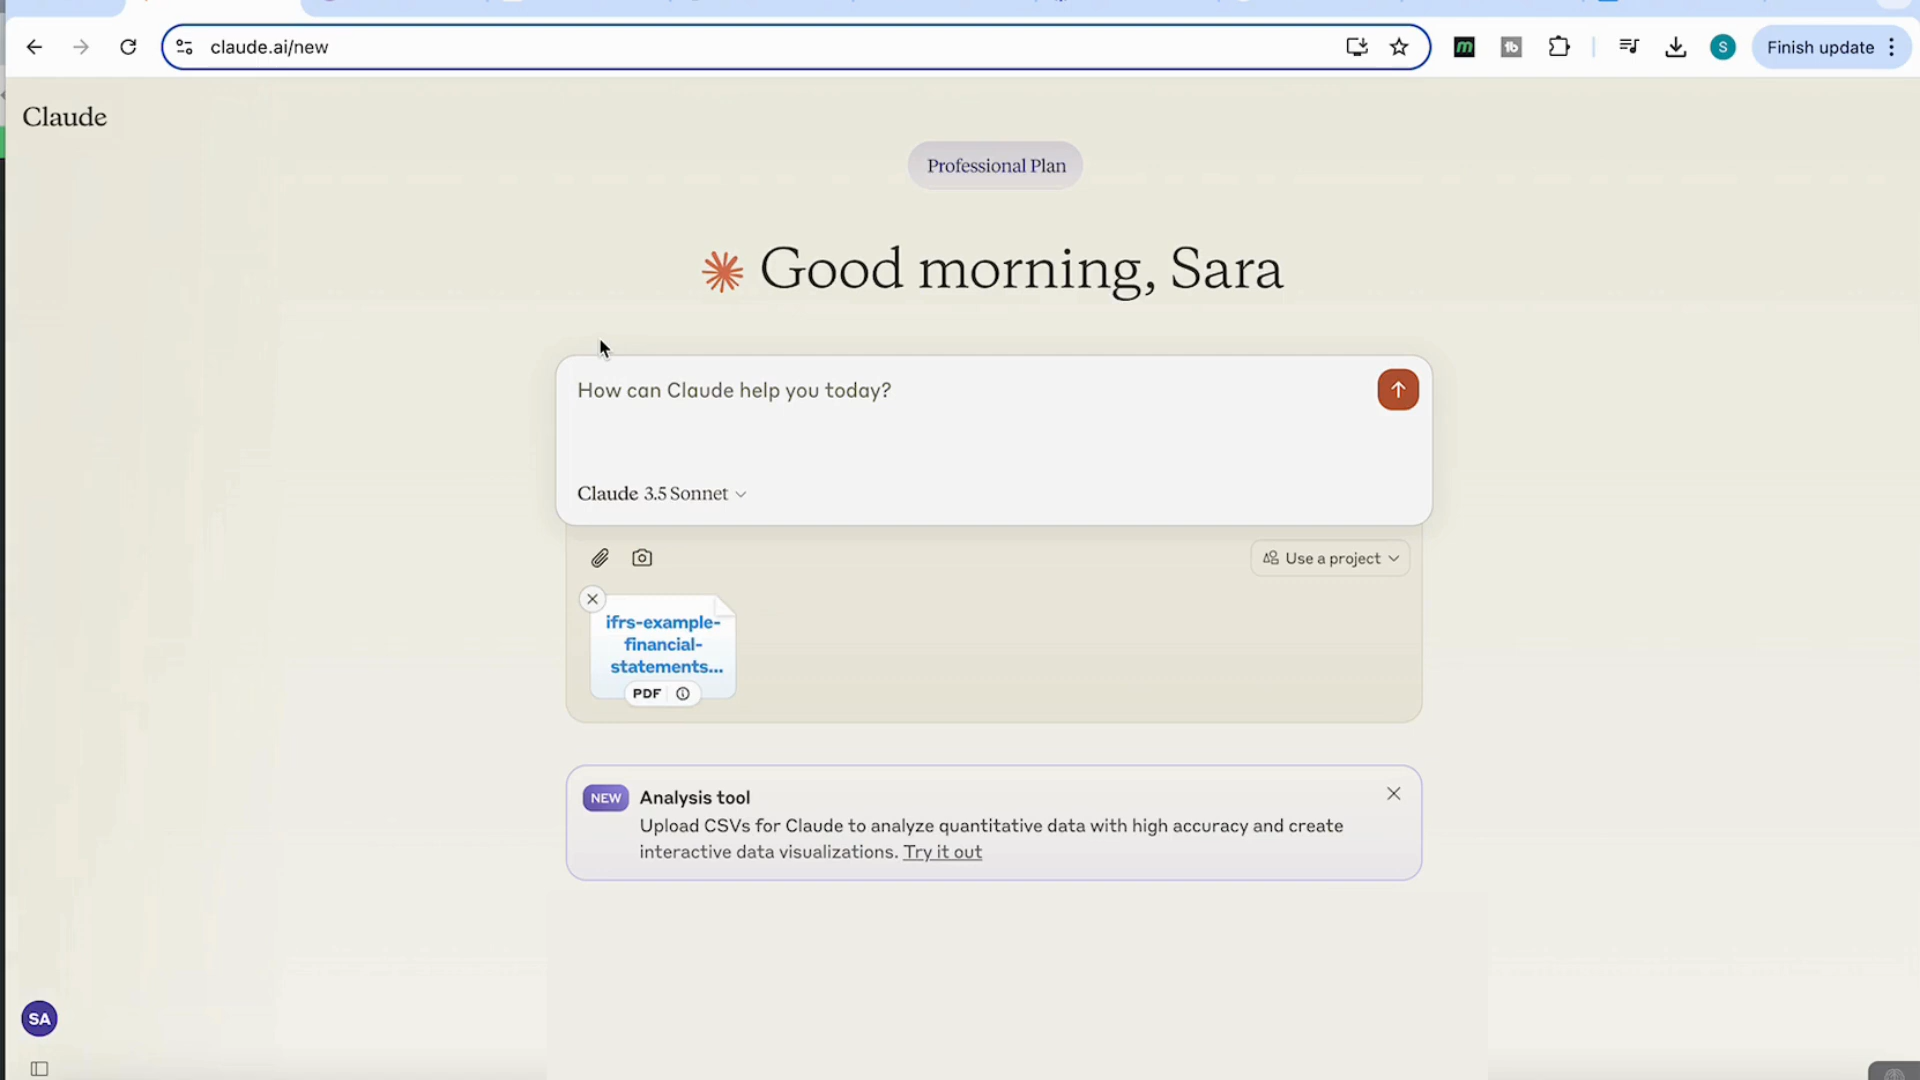 claude.ai/new
S
Finish update
Claude
Professional Plan
Good morning, Sara
How can Claude help you today?
Claude 3.5 Sonnet
Use a project
ifrs-example-
financial-
statements...
PDF
NEW
Analysis tool
Upload CSVs for Claude to analyze quantitative data with high accuracy and create
interactive data visualizations. Try it out
SA